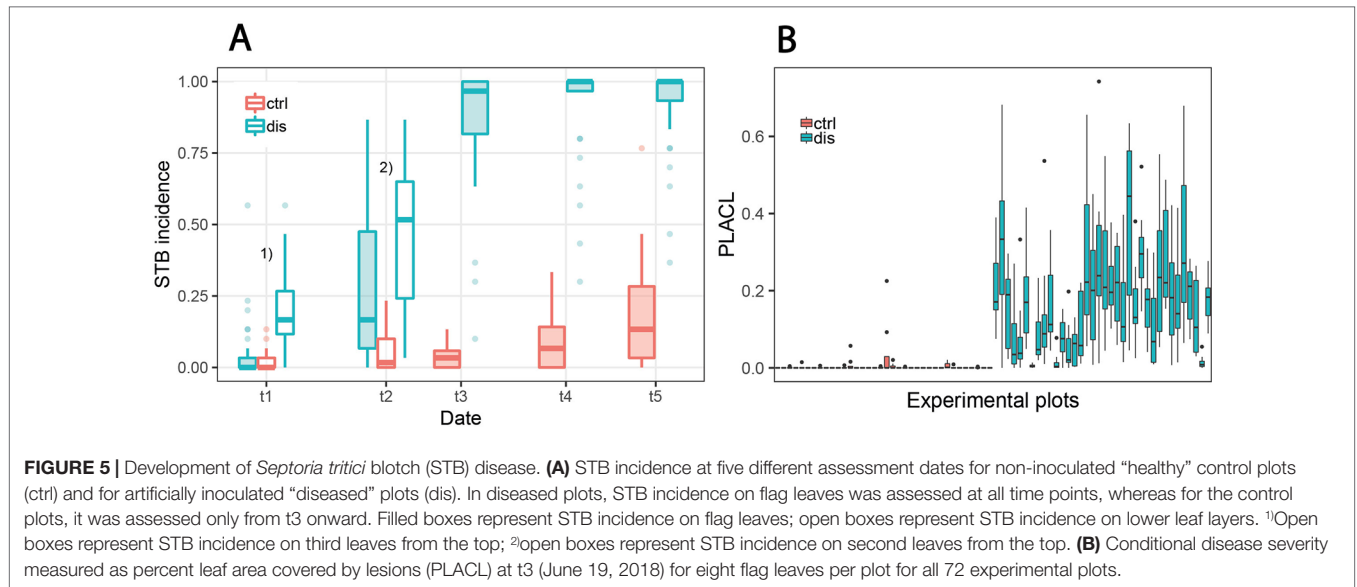 A
B
1.00
0.75
0.50
0.25
0.00
STB incidence
ctrl
dis
1)
2)
t1
t2
t3
t4
t5
Date
0.6
0.4
0.2
0.0
PLACL
ctrl
dis
Experimental plots
FIGURE 5 | Development of Septoria tritici blotch (STB) disease. (A) STB incidence at five different assessment dates for non-inoculated “healthy” control plots
(ctrl) and for artificially inoculated “diseased” plots (dis). In diseased plots, STB incidence on flag leaves was assessed at all time points, whereas for the control
plots, it was assessed only from t3 onward. Filled boxes represent STB incidence on flag leaves; open boxes represent STB incidence on lower leaf layers. ¹⁾Open
boxes represent STB incidence on third leaves from the top; ²⁾open boxes represent STB incidence on second leaves from the top. (B) Conditional disease severity
measured as percent leaf area covered by lesions (PLACL) at t3 (June 19, 2018) for eight flag leaves per plot for all 72 experimental plots.